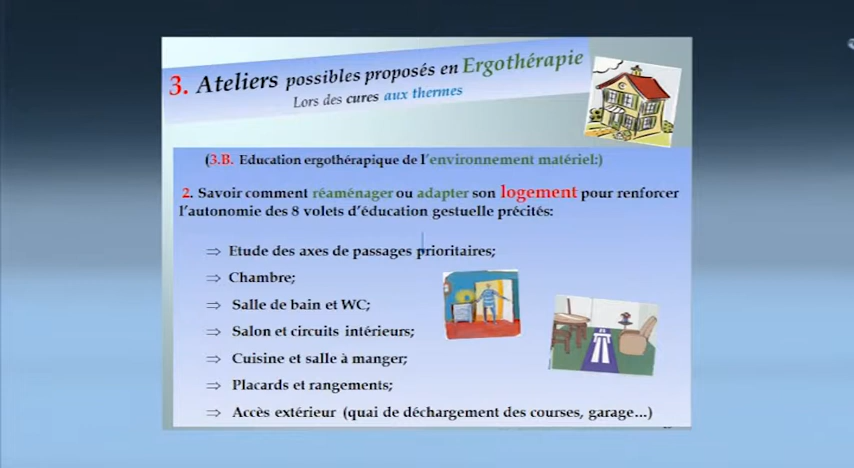 3. Ateliers possibles proposés en Ergothérapie
Lors des cures aux thermes
(3.B. Education ergothérapique de l'environnement matériel:)
2. Savoir comment réaménager ou adapter son logement pour renforcer
l'autonomie des 8 volets d'éducation gestuelle précités:
⇒ Etude des axes de passages prioritaires;
⇒ Chambre;
⇒ Salle de bain et WC;
⇒ Salon et circuits intérieurs;
⇒ Cuisine et salle à manger;
⇒ Placards et rangements;
⇒ Accès extérieur (quai de déchargement des courses, garage...)